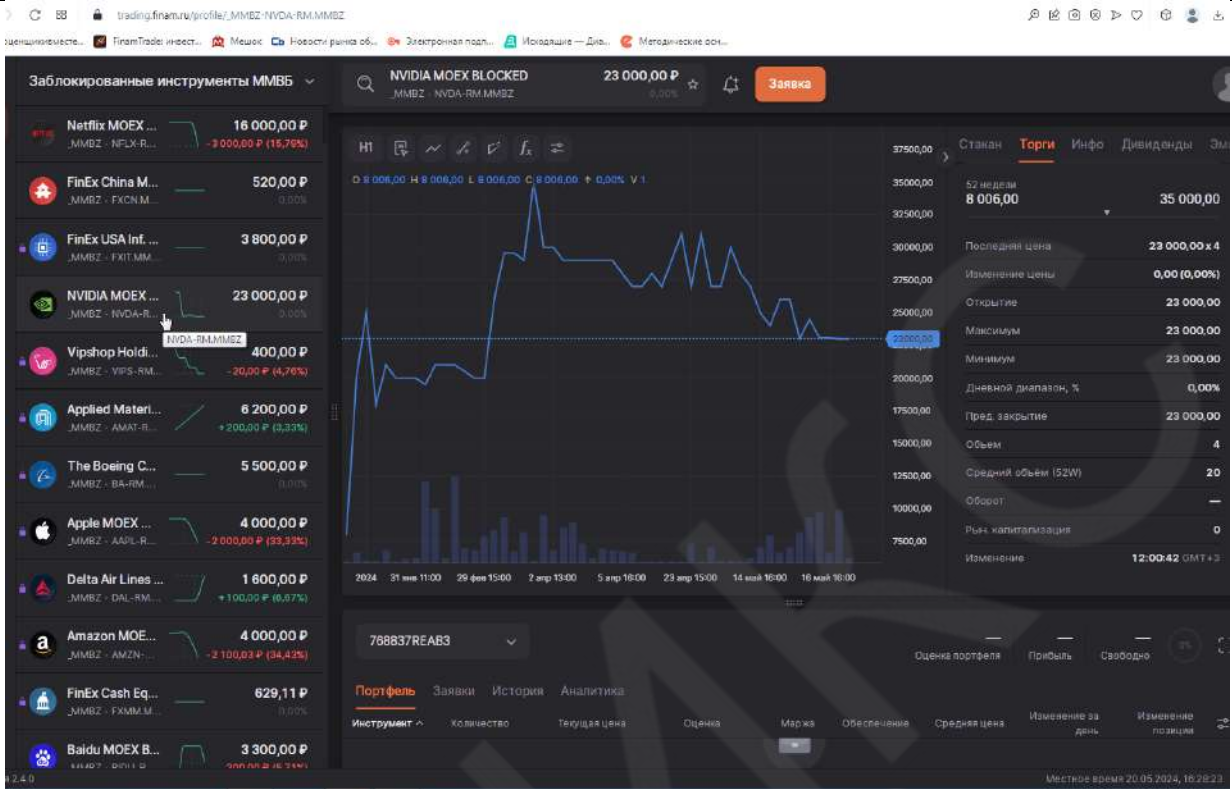 trading.finam.ru/profile/_MMBZ-NVDA-RM.MMBZ
FinamTrade: инвест... Мешок Новости рынка об... Электронная подп... Исходящие — Диа... Методические осн...
Заблокированные инструменты ММВБ
NVIDIA MOEX BLOCKED 23 000,00 ₽
_MMBZ · NVDA-RM.MMBZ 0,00%
Заявка
Netflix MOEX ... 16 000,00 ₽
_MMBZ · NFLX-R... -3 000,00 ₽ (15,79%)
FinEx China M... 520,00 ₽
_MMBZ · FXCN.M... 0,00%
FinEx USA Inf. ... 3 800,00 ₽
_MMBZ · FXIT.MM... 0,00%
NVIDIA MOEX ... 23 000,00 ₽
_MMBZ · NVDA-R... 0,00%
NVDA-RM.MMBZ
Vipshop Holdi... 400,00 ₽
_MMBZ · VIPS-RM... -20,00 ₽ (4,76%)
Applied Materi... 6 200,00 ₽
_MMBZ · AMAT-R... +200,00 ₽ (3,33%)
The Boeing C... 5 500,00 ₽
_MMBZ · BA-RM.... 0,00%
Apple MOEX ... 4 000,00 ₽
_MMBZ · AAPL-R... -2 000,00 ₽ (33,33%)
Delta Air Lines ... 1 600,00 ₽
_MMBZ · DAL-RM... +100,00 ₽ (6,67%)
Amazon MOE... 4 000,00 ₽
_MMBZ · AMZN-... -2 100,03 ₽ (34,43%)
FinEx Cash Eq... 629,11 ₽
_MMBZ · FXMM.M... 0,00%
Baidu MOEX B... 3 300,00 ₽
2.4.0
H1
O 8 006,00 H 8 006,00 L 8 006,00 C 8 006,00 + 0,00% V 1
37500,00
35000,00
32500,00
30000,00
27500,00
25000,00
23000,00
20000,00
17500,00
15000,00
12500,00
10000,00
7500,00
2024 31 янв 11:00 29 фев 15:00 2 апр 13:00 5 апр 16:00 23 апр 15:00 14 май 16:00 16 май 16:00
Стакан Торги Инфо Дивиденды Эм
52 недели
8 006,00 35 000,00
Последняя цена 23 000,00 x 4
Изменение цены 0,00 (0,00%)
Открытие 23 000,00
Максимум 23 000,00
Минимум 23 000,00
Дневной диапазон, % 0,00%
Пред. закрытие 23 000,00
Объем 4
Средний объём (52W) 20
Оборот —
Рын. капитализация 0
Изменение 12:00:42 GMT+3
768837REAB3
— — — 0%
Оценка портфеля Прибыль Свободно
Портфель Заявки История Аналитика
Инструмент Количество Текущая цена Оценка Маржа Обеспечение Средняя цена Изменение за день Изменение позиции
Местное время 20.05.2024, 16:28:23